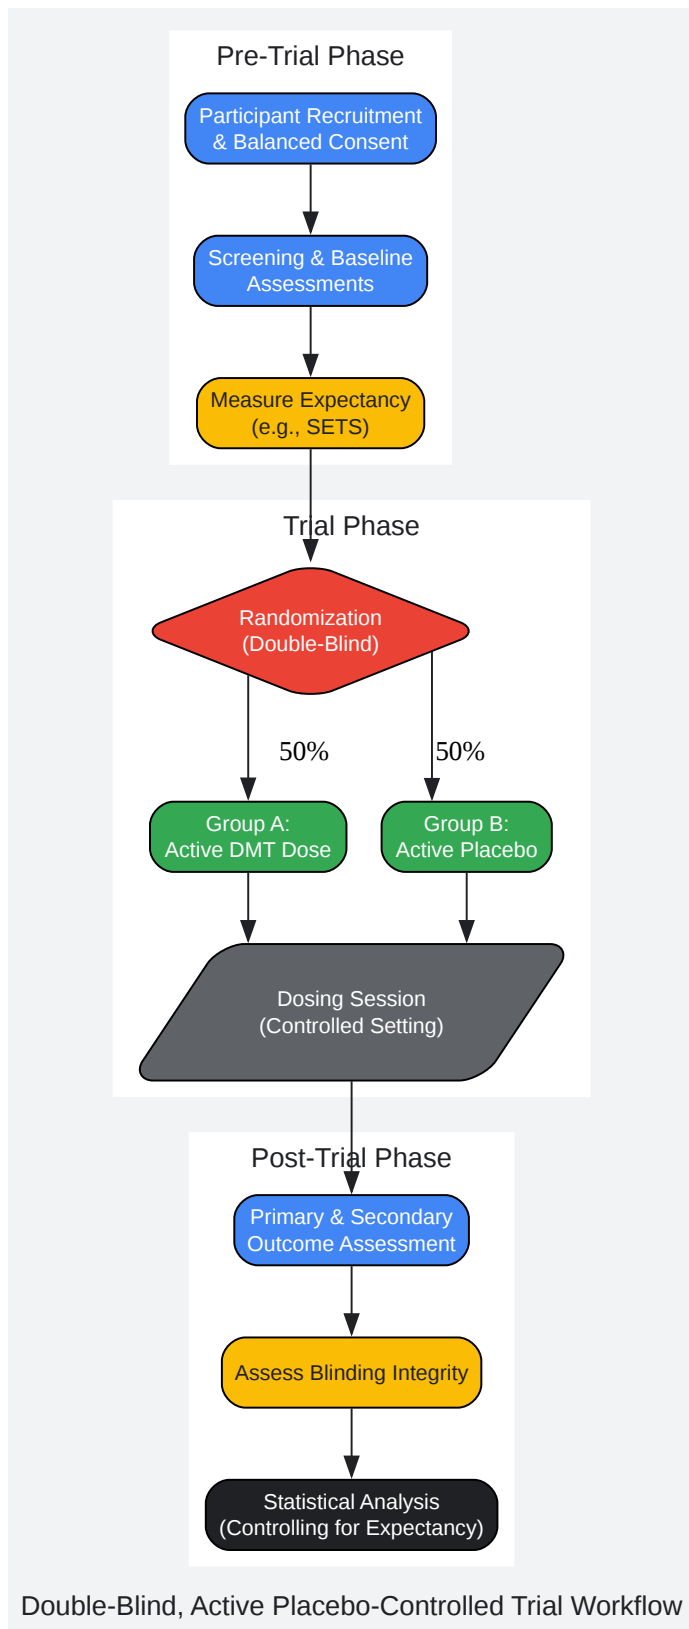 Pre-Trial Phase
Participant Recruitment
& Balanced Consent
Screening & Baseline
Assessments
Measure Expectancy
(e.g., SETS)
Trial Phase
Randomization
(Double-Blind)
50%
50%
Group A:
Active DMT Dose
Group B:
Active Placebo
Dosing Session
(Controlled Setting)
Post-Trial Phase
Primary & Secondary
Outcome Assessment
Assess Blinding Integrity
Statistical Analysis
(Controlling for Expectancy)
Double-Blind, Active Placebo-Controlled Trial Workflow